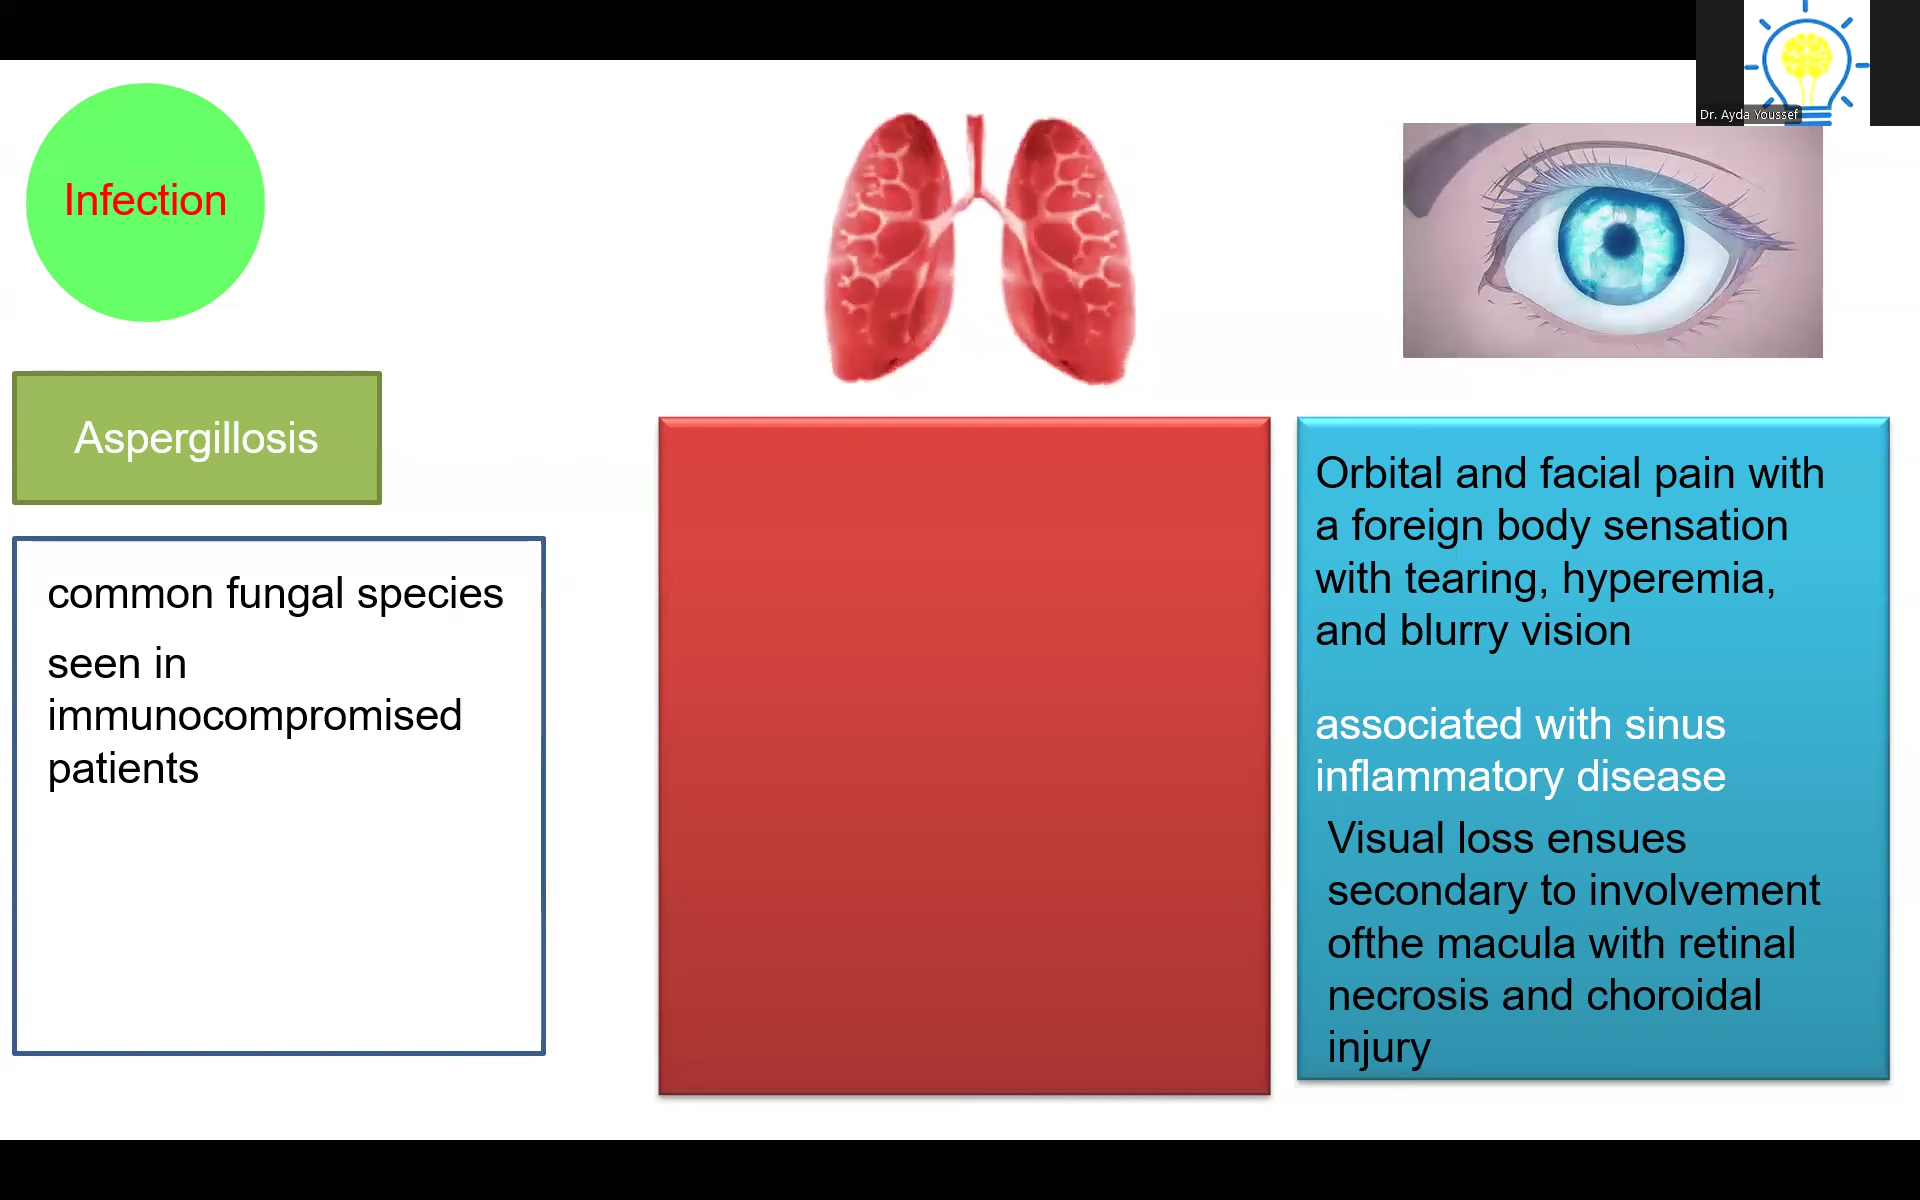 Dr. Ayda Youssef
Infection
Aspergillosis
common fungal species
seen in
immunocompromised
patients
Orbital and facial pain with
a foreign body sensation
with tearing, hyperemia,
and blurry vision
associated with sinus
inflammatory disease
Visual loss ensues
secondary to involvement
ofthe macula with retinal
necrosis and choroidal
injury